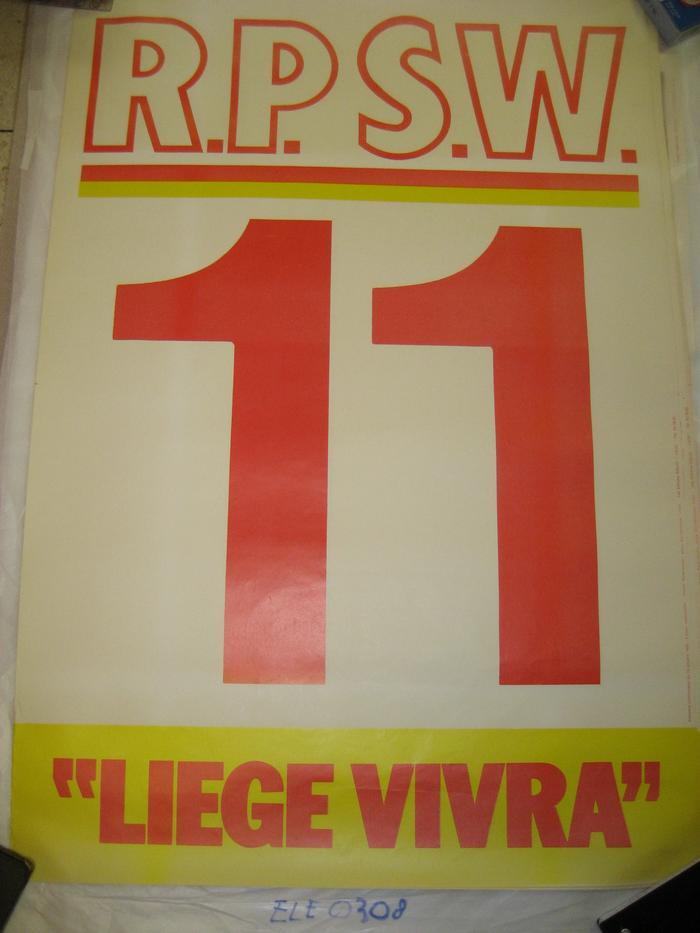 R.P.S.W.
11
"LIEGE VIVRA"
ELE 0308